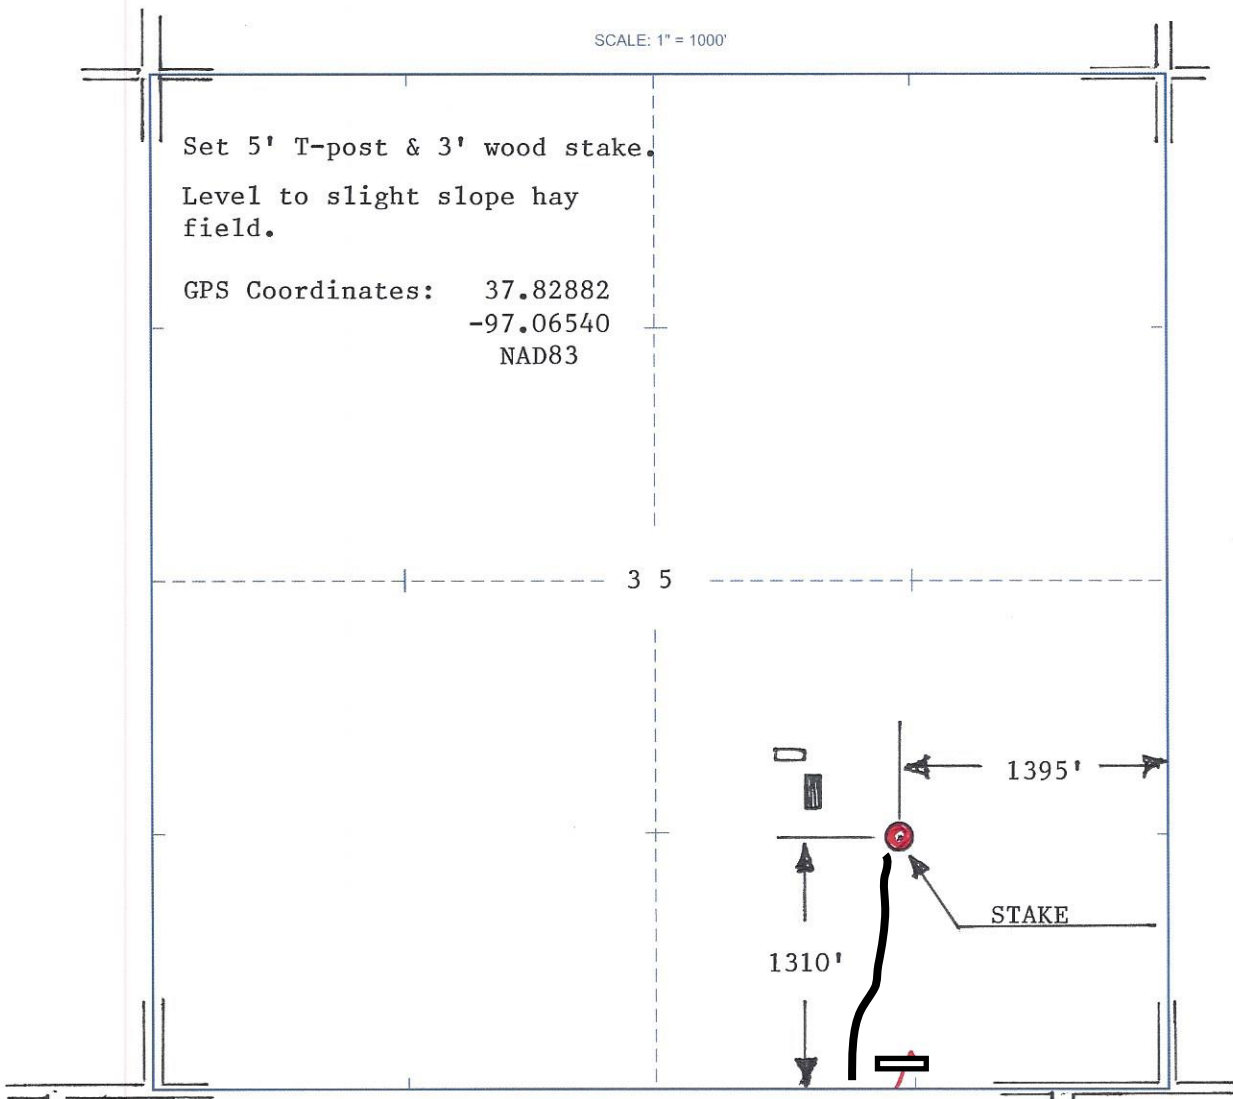 SCALE: 1" = 1000'
Set 5' T-post & 3' wood stake.
Level to slight slope hay
field.
GPS Coordinates: 37.82882
-97.06540
NAD83
3 5
1395'
STAKE
1310'